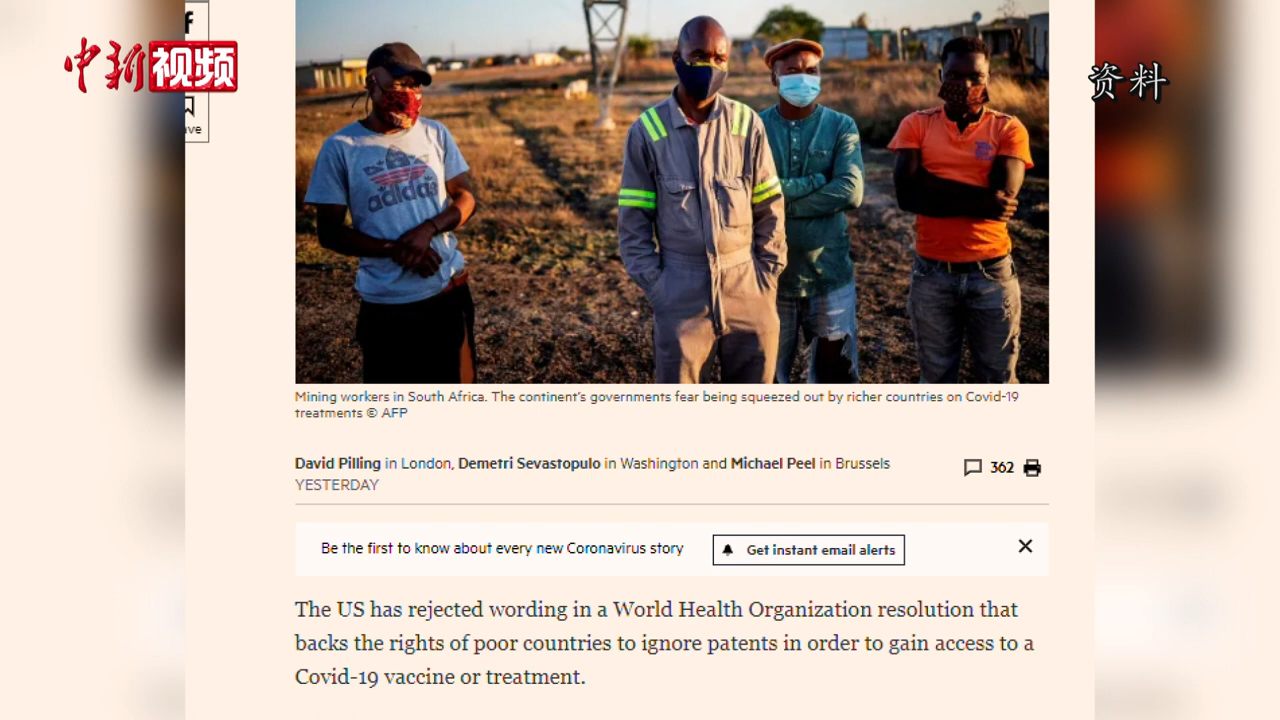 中新视频
资料
f
ave
adidas
Mining workers in South Africa. The continent's governments fear being squeezed out by richer countries on Covid-19
treatments © AFP
David Pilling in London, Demetri Sevastopulo in Washington and Michael Peel in Brussels
362
YESTERDAY
Be the first to know about every new Coronavirus story
Get instant email alerts
The US has rejected wording in a World Health Organization resolution that
backs the rights of poor countries to ignore patents in order to gain access to a
Covid-19 vaccine or treatment.